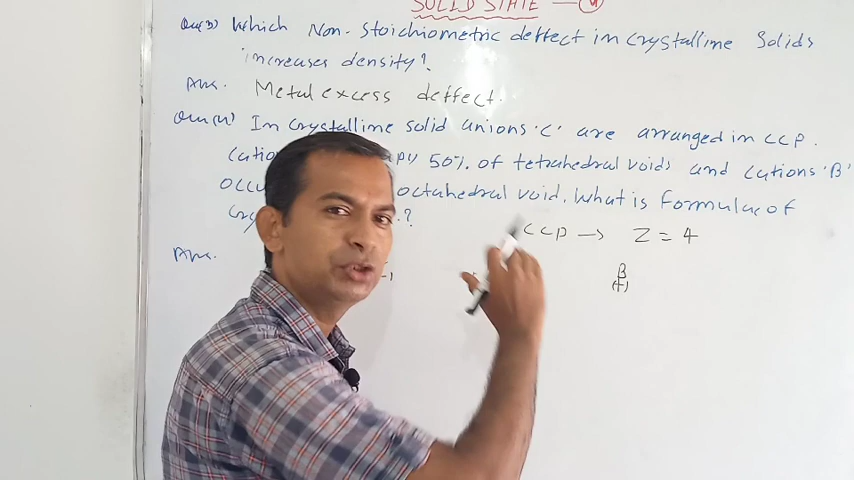 SOLID STATE — 4
Que(3) Which Non-Stoichiometric deffect in crystalline Solids
increases density?
Ans. Metal excess deffect.
Que(4) In Crystalline solid anions 'C' are arranged in CCP.
50% of tetrahedral voids and cations 'B'
octahedral void. What is Formulae of
?
Ans.
CCP → Z = 4
B
(+)